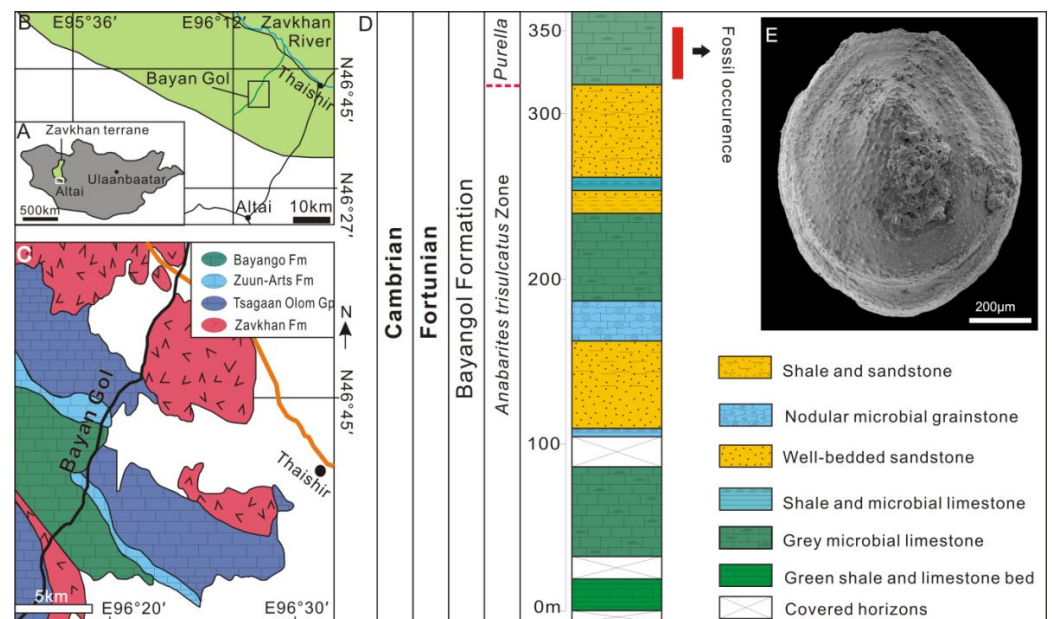 B
E95°36′
E96°12′
Zavkhan
River
Bayan Gol
Thaishir
N46°45′
A
Zavkhan terrane
Ulaanbaatar
Altai
500km
Altai
10km
N46°27′
C
Bayango Fm
Zuun-Arts Fm
Tsagaan Olom Gp
Zavkhan Fm
N
Bayan Gol
N46°45′
Thaishir
5km
E96°20′
E96°30′
D
Cambrian
Fortunian
Bayangol Formation
Anabarites trisulcatus Zone
Purella
350
300
200
100
0m
Fossil occurence
E
200μm
Shale and sandstone
Nodular microbial grainstone
Well-bedded sandstone
Shale and microbial limestone
Grey microbial limestone
Green shale and limestone bed
Covered horizons